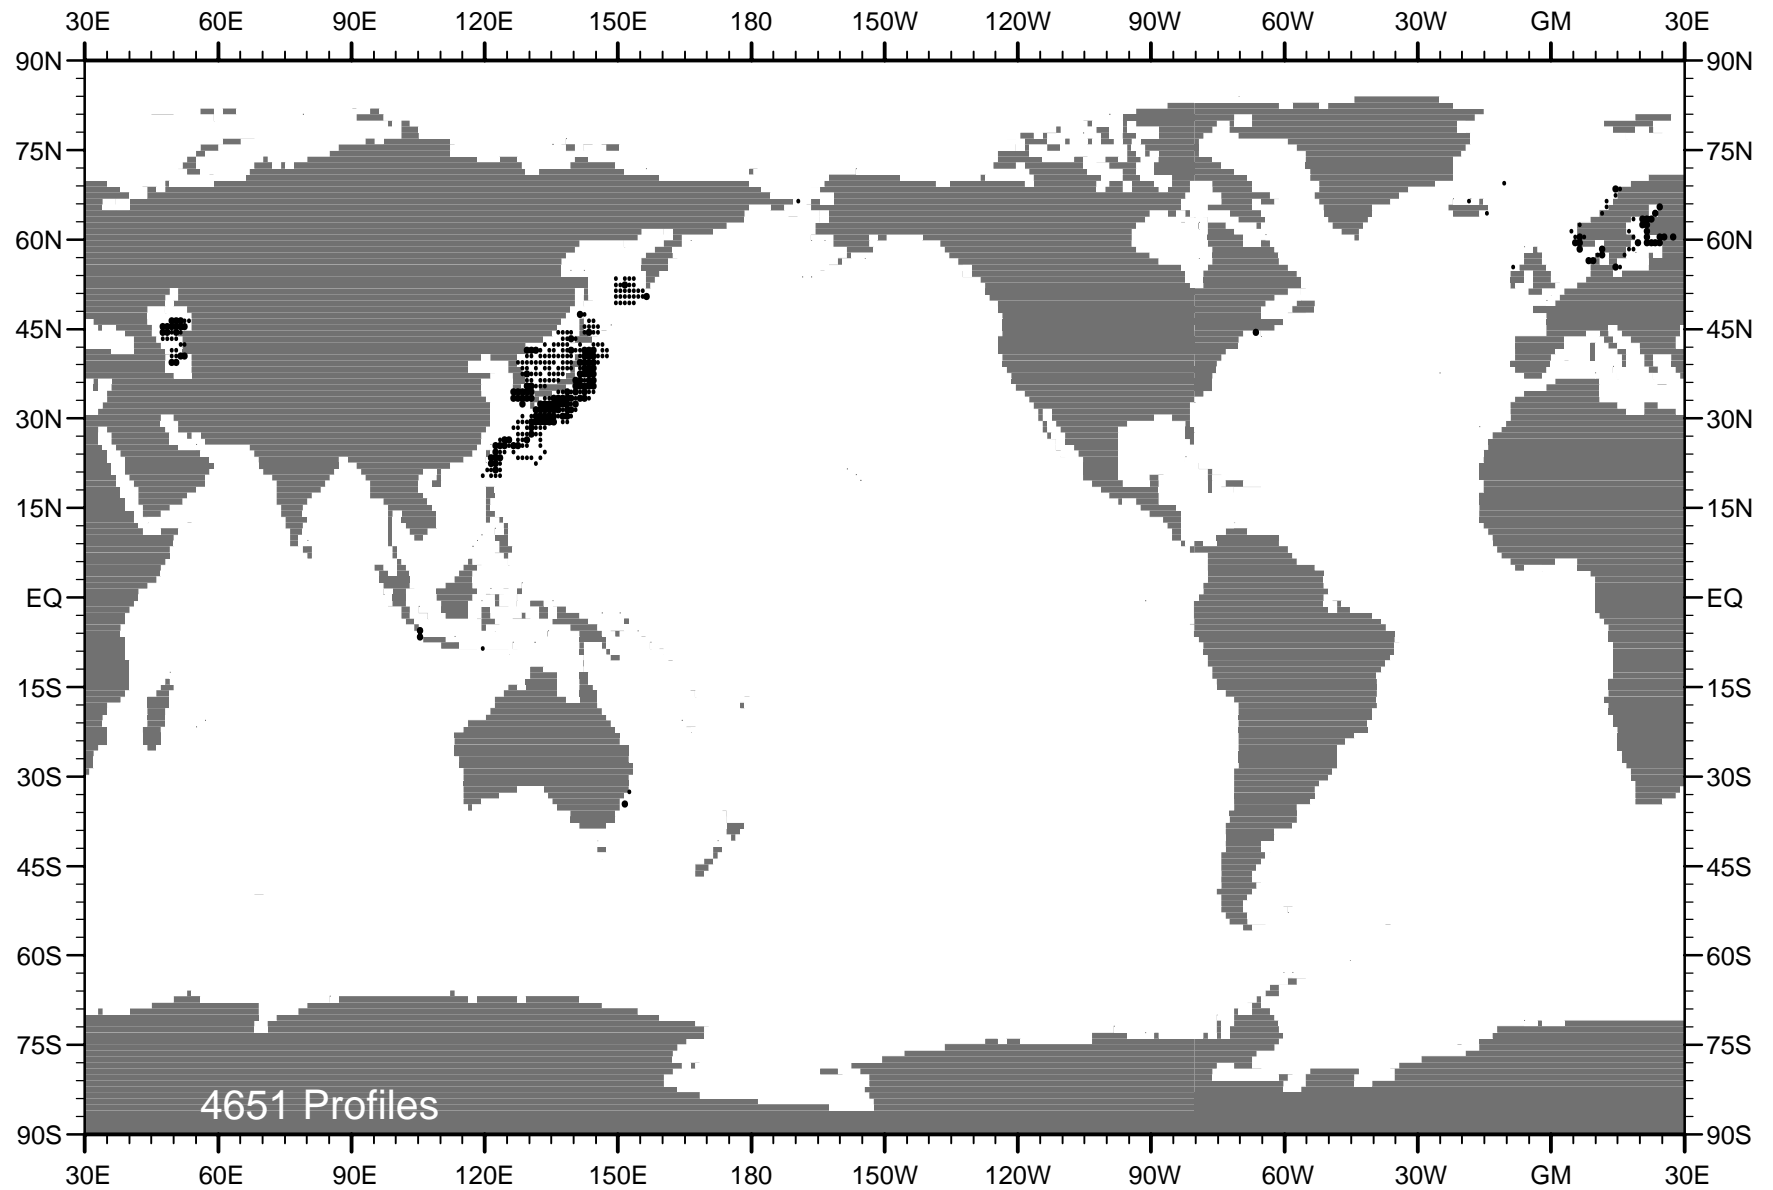 30E 60E 90E 120E 150E 180 150W 120W 90W 60W 30W GM 30E
90N 90N
75N 75N
60N 60N
45N 45N
30N 30N
15N 15N
EQ EQ
15S 15S
30S 30S
45S 45S
60S 60S
75S 75S
4651 Profiles
90S 90S
30E 60E 90E 120E 150E 180 150W 120W 90W 60W 30W GM 30E